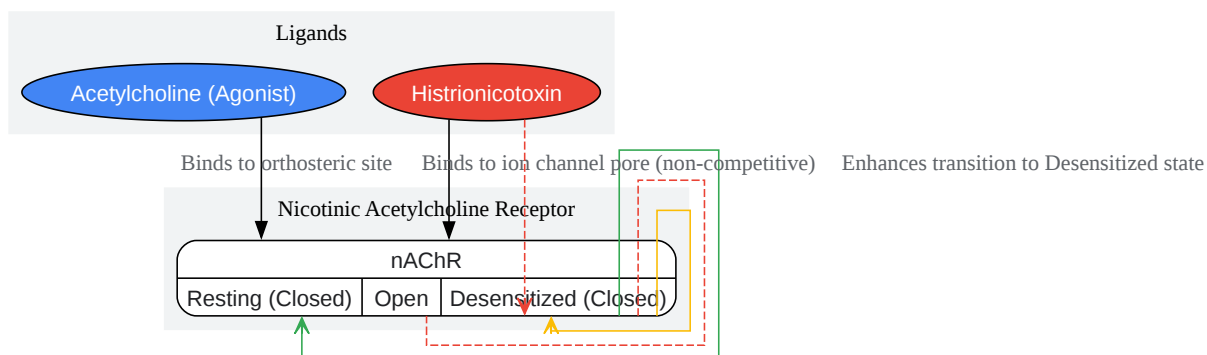 Ligands
Acetylcholine (Agonist)
Histrionicotoxin
Binds to orthosteric site
Binds to ion channel pore (non-competitive)
Enhances transition to Desensitized state
Nicotinic Acetylcholine Receptor
nAChR
Resting (Closed)
Open
Desensitized (Closed)